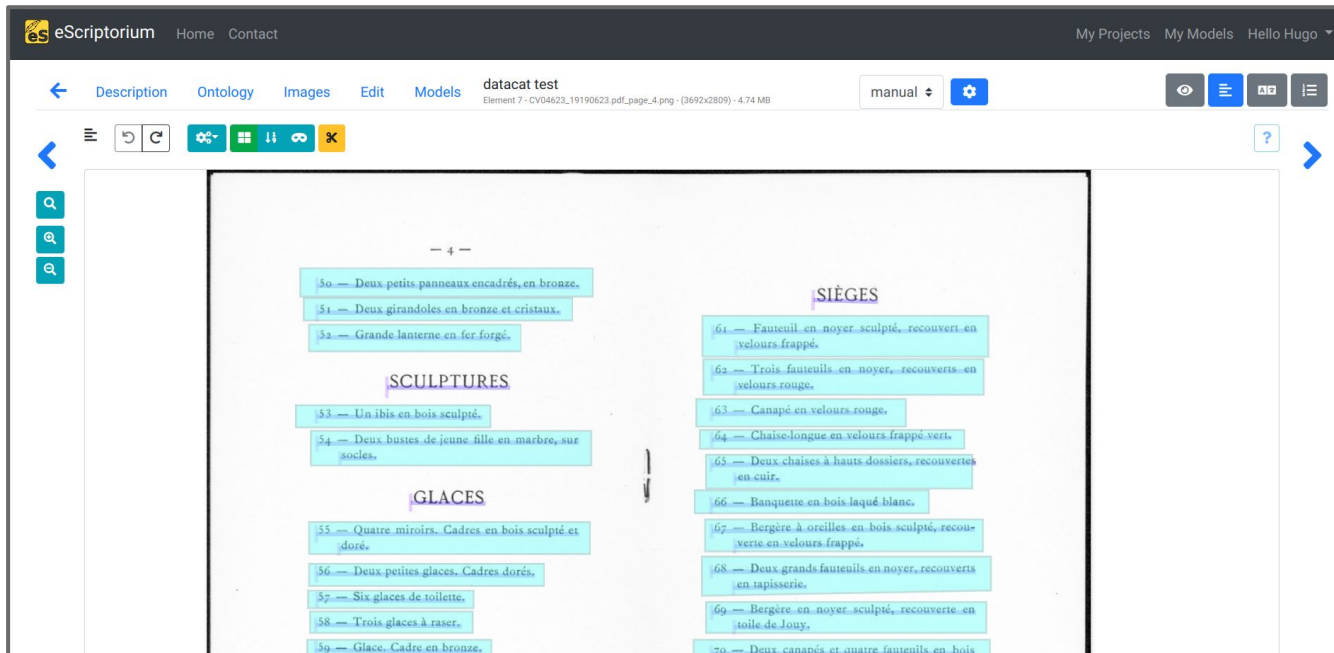 eScriptorium Home Contact My Projects My Models Hello Hugo
Description Ontology Images Edit Models datacat test manual
Element 7 - CV04623_19190623.pdf_page_4.png - (3692x2809) - 4.74 MB
?
— 4 —
50 — Deux petits panneaux encadrés, en bronze.
51 — Deux girandoles en bronze et cristaux.
52 — Grande lanterne en fer forgé.
SCULPTURES
53 — Un ibis en bois sculpté.
54 — Deux bustes de jeune fille en marbre, sur
socles.
GLACES
55 — Quatre miroirs. Cadres en bois sculpté et
doré.
56 — Deux petites glaces. Cadres dorés.
57 — Six glaces de toilette.
58 — Trois glaces à raser.
59 — Glace. Cadre en bronze.
SIÈGES
61 — Fauteuil en noyer sculpté, recouvert en
velours frappé.
62 — Trois fauteuils en noyer, recouverts en
velours rouge.
63 — Canapé en velours rouge.
64 — Chaise-longue en velours frappé vert.
65 — Deux chaises à hauts dossiers, recouvertes
en cuir.
66 — Banquette en bois laqué blanc.
67 — Bergère à oreilles en bois sculpté, recou-
verte en velours frappé.
68 — Deux grands fauteuils en noyer, recouverts
en tapisserie.
69 — Bergère en noyer sculpté, recouverte en
toile de Jouy.
70 — Deux canapés et quatre fauteuils en bois